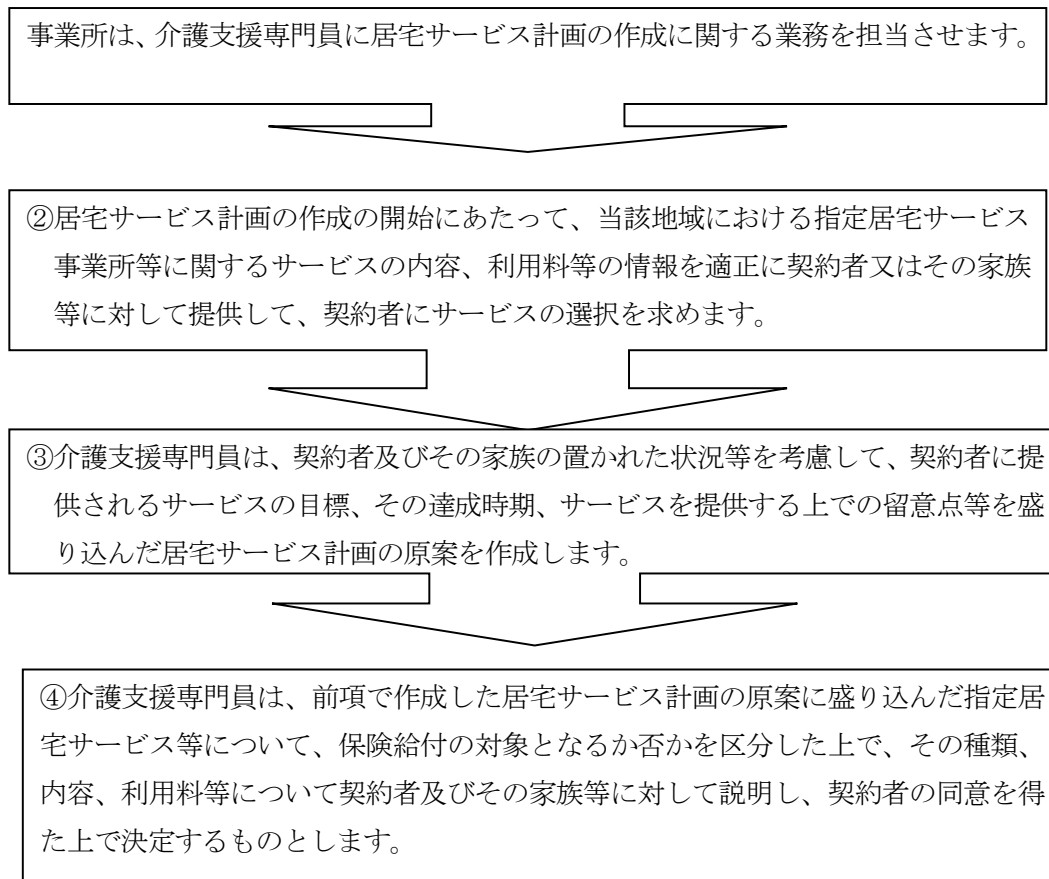 事業所は、介護支援専門員に居宅サービス計画の作成に関する業務を担当させます。
②居宅サービス計画の作成の開始にあたって、当該地域における指定居宅サービス
事業所等に関するサービスの内容、利用料等の情報を適正に契約者又はその家族
等に対して提供して、契約者にサービスの選択を求めます。
③介護支援専門員は、契約者及びその家族の置かれた状況等を考慮して、契約者に提
供されるサービスの目標、その達成時期、サービスを提供する上での留意点等を盛
り込んだ居宅サービス計画の原案を作成します。
④介護支援専門員は、前項で作成した居宅サービス計画の原案に盛り込んだ指定居
宅サービス等について、保険給付の対象となるか否かを区分した上で、その種類、
内容、利用料等について契約者及びその家族等に対して説明し、契約者の同意を得
た上で決定するものとします。